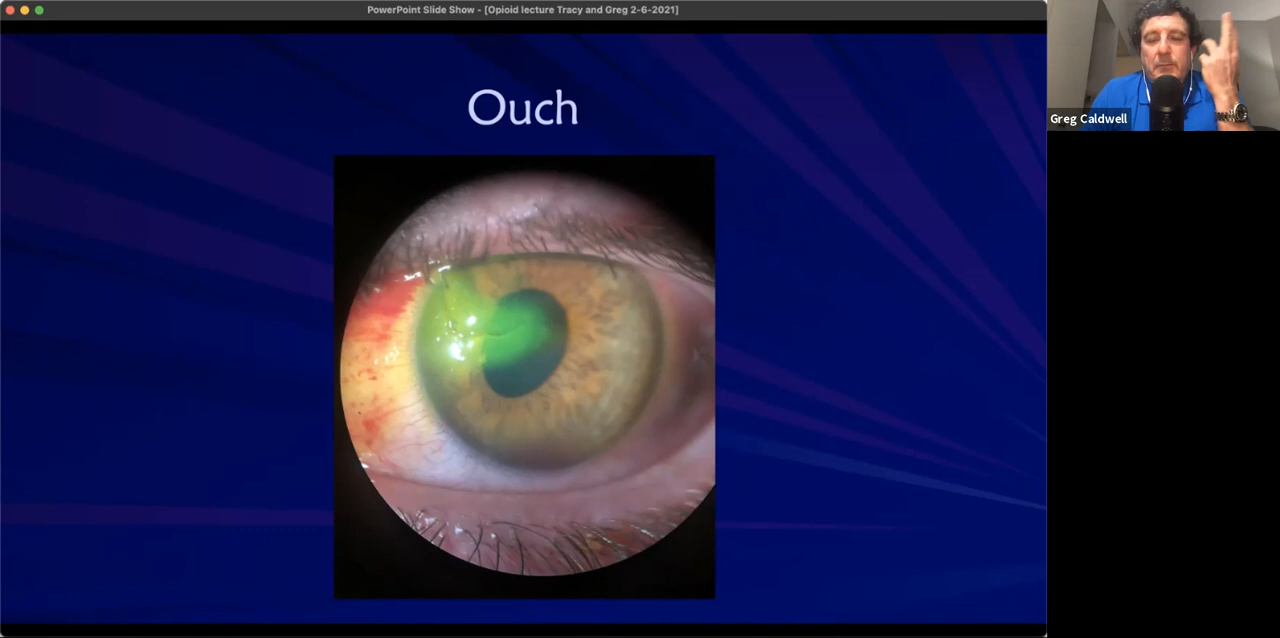 PowerPoint Slide Show - [Opioid lecture Tracy and Greg 2-6-2021]
Ouch
Greg Caldwell